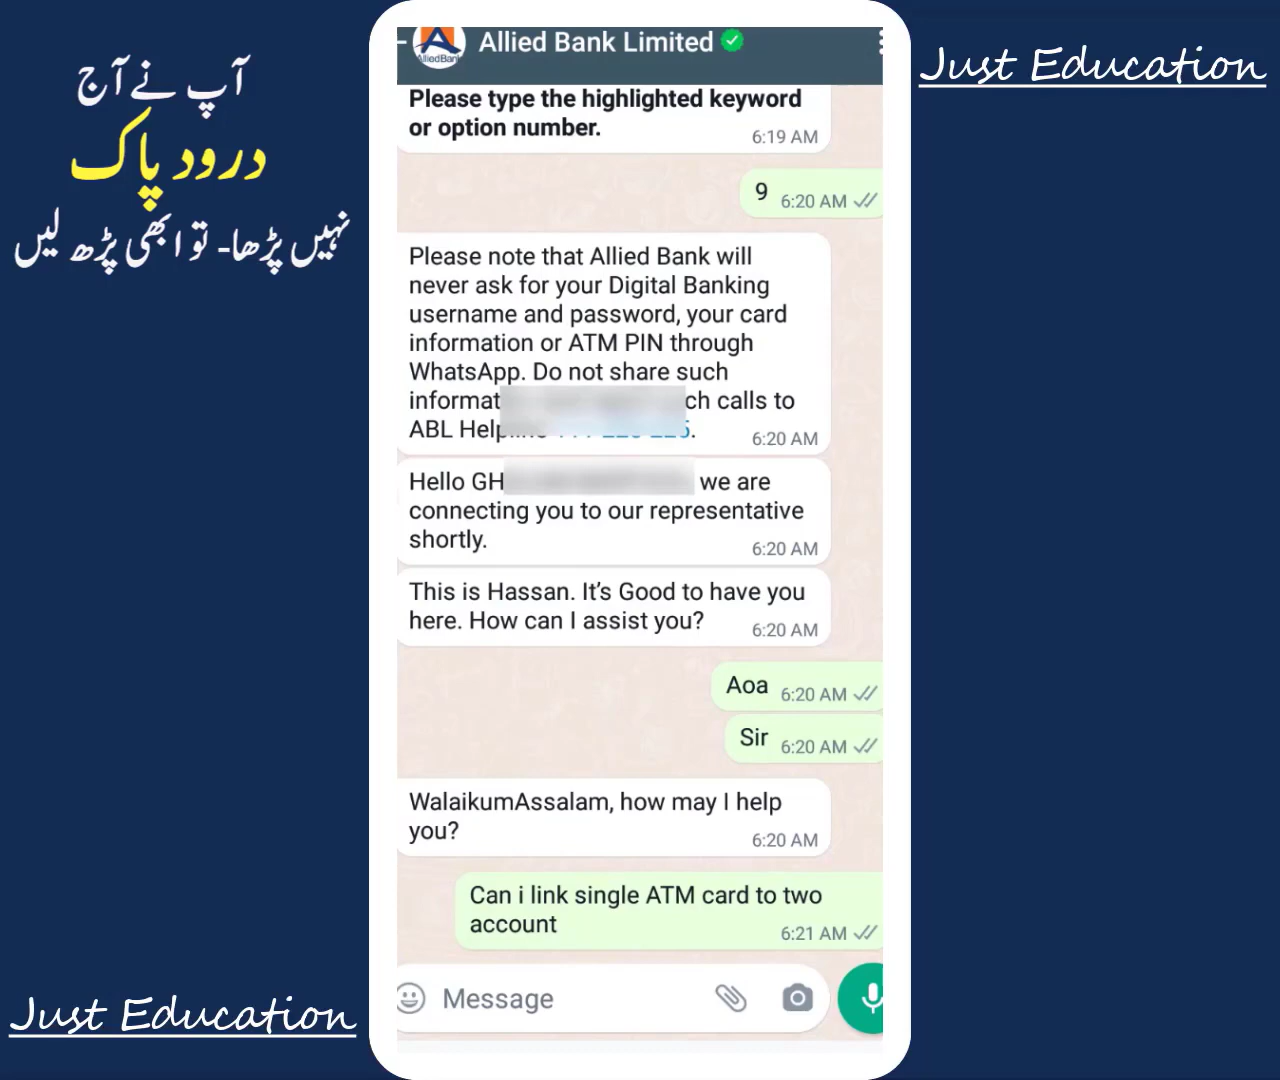 آپ نے آج
درود پاک
نہیں پڑھا- تو ابھی پڑھ لیں
Just Education
Allied Bank Limited
AlliedBank
Please type the highlighted keyword
or option number.
6:19 AM
9
6:20 AM
Please note that Allied Bank will
never ask for your Digital Banking
username and password, your card
information or ATM PIN through
WhatsApp. Do not share such
calls to
ABL
6:20 AM
Hello GH
we are
connecting you to our representative
shortly.
6:20 AM
This is Hassan. It’s Good to have you
here. How can I assist you?
6:20 AM
Aoa
6:20 AM
Sir
6:20 AM
WalaikumAssalam, how may I help
you?
6:20 AM
Can i link single ATM card to two
account
6:21 AM
Message
Just Education